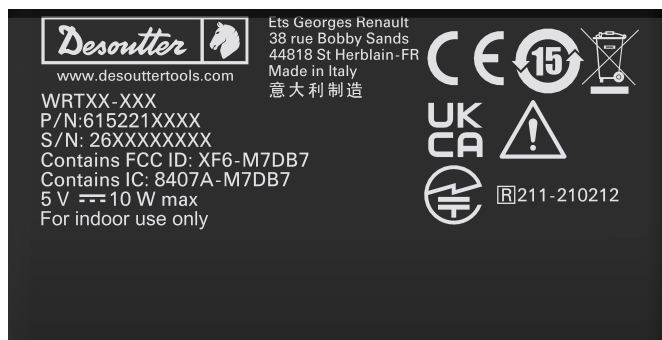 Desoutter
www.desouttertools.com
Ets Georges Renault
38 rue Bobby Sands
44818 St Herblain-FR
Made in Italy
意大利制造
WRTXX-XXX
P/N:615221XXXX
S/N: 26XXXXXXXX
Contains FCC ID: XF6-M7DB7
Contains IC: 8407A-M7DB7
5 V ⎓ 10 W max
For indoor use only
CE
15
UK
CA
R 211-210212